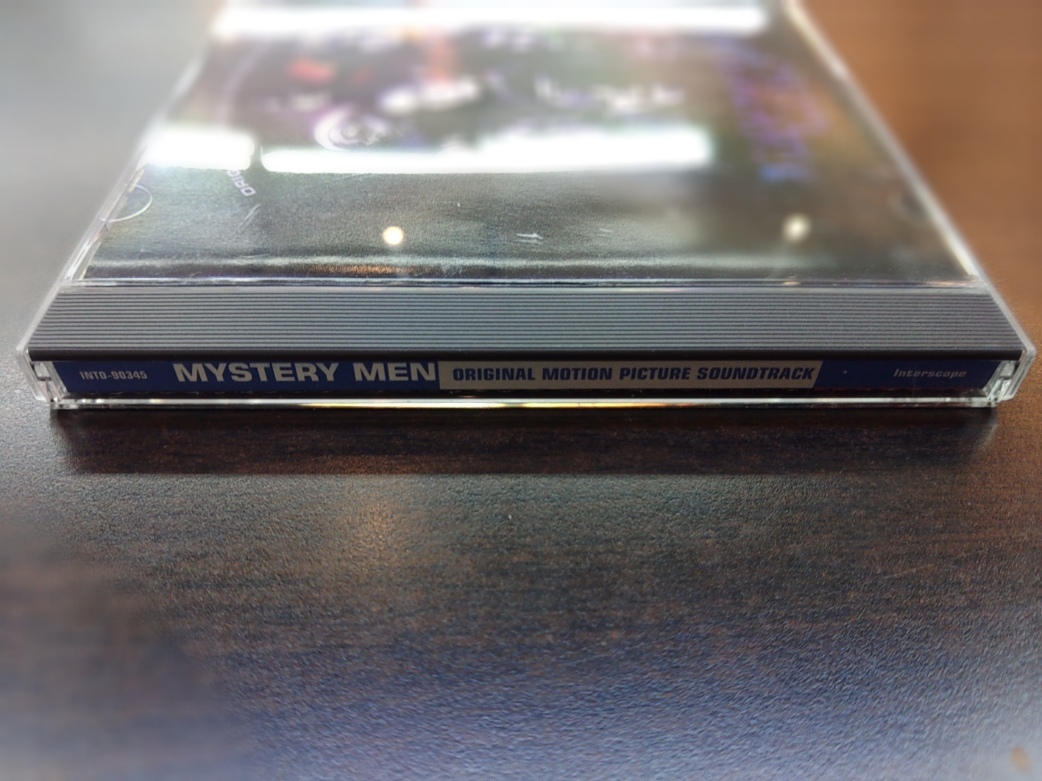 INTD-90345 MYSTERY MEN ORIGINAL MOTION PICTURE SOUNDTRACK Interscope